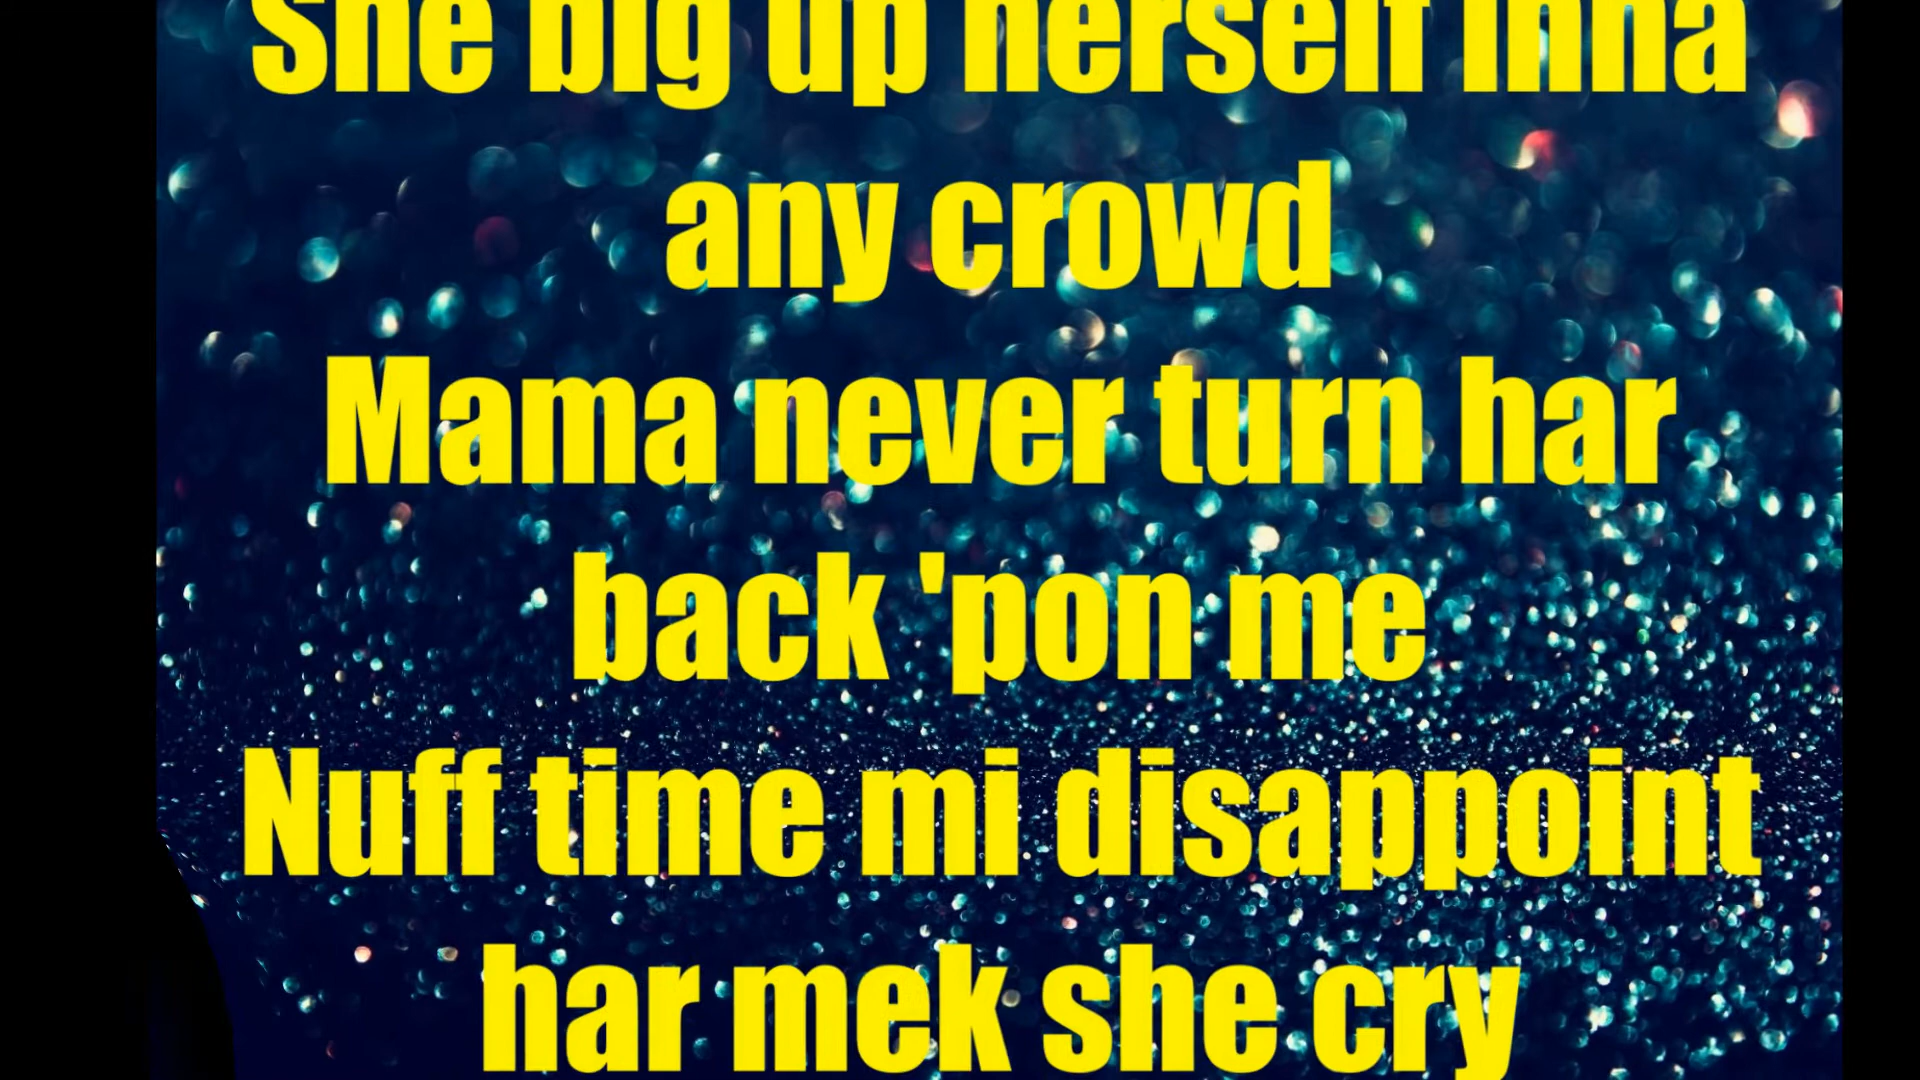 She big up herself inna
any crowd
Mama never turn har
back 'pon me
Nuff time mi disappoint
har mek she cry